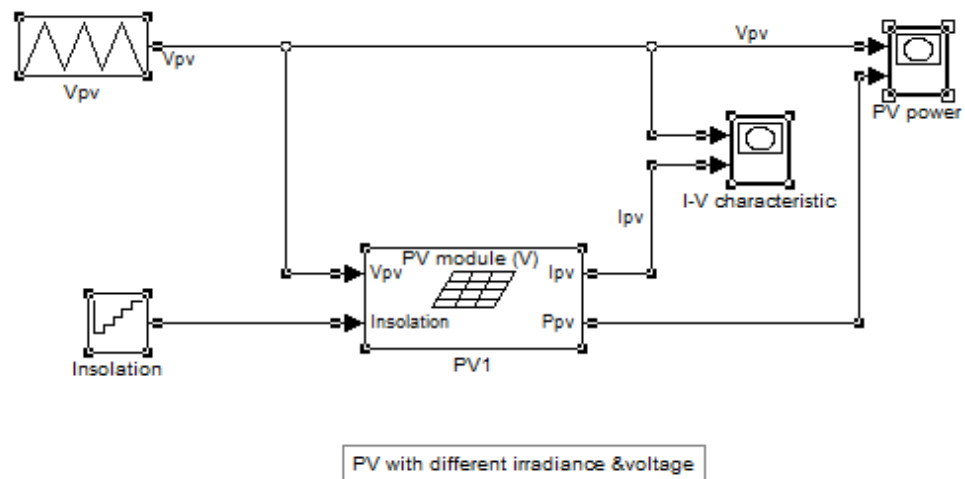 Vpv
Vpv
Vpv
PV power
I-V characteristic
Ipv
PV module (V)
Vpv
Ipv
Insolation
Ppv
PV1
Insolation
PV with different irradiance &voltage